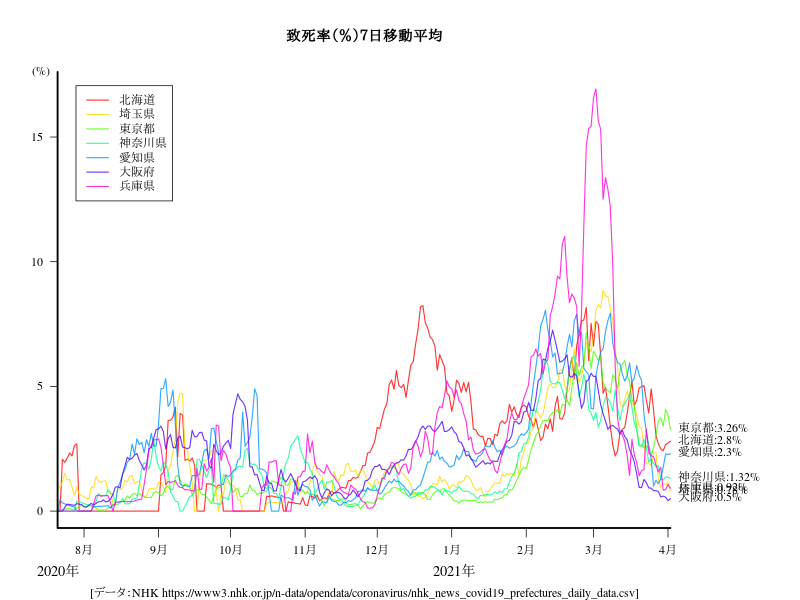 致死率(%)7日移動平均
(%)
北海道
埼玉県
東京都
神奈川県
愛知県
大阪府
兵庫県
15
10
5
0
東京都:3.26%
北海道:2.8%
愛知県:2.3%
神奈川県:1.32%
兵庫県:0.92%
大阪府:0.5%
8月 9月 10月 11月 12月 1月 2月 3月 4月
2020年 2021年
[データ:NHK https://www3.nhk.or.jp/n-data/opendata/coronavirus/nhk_news_covid19_prefectures_daily_data.csv]